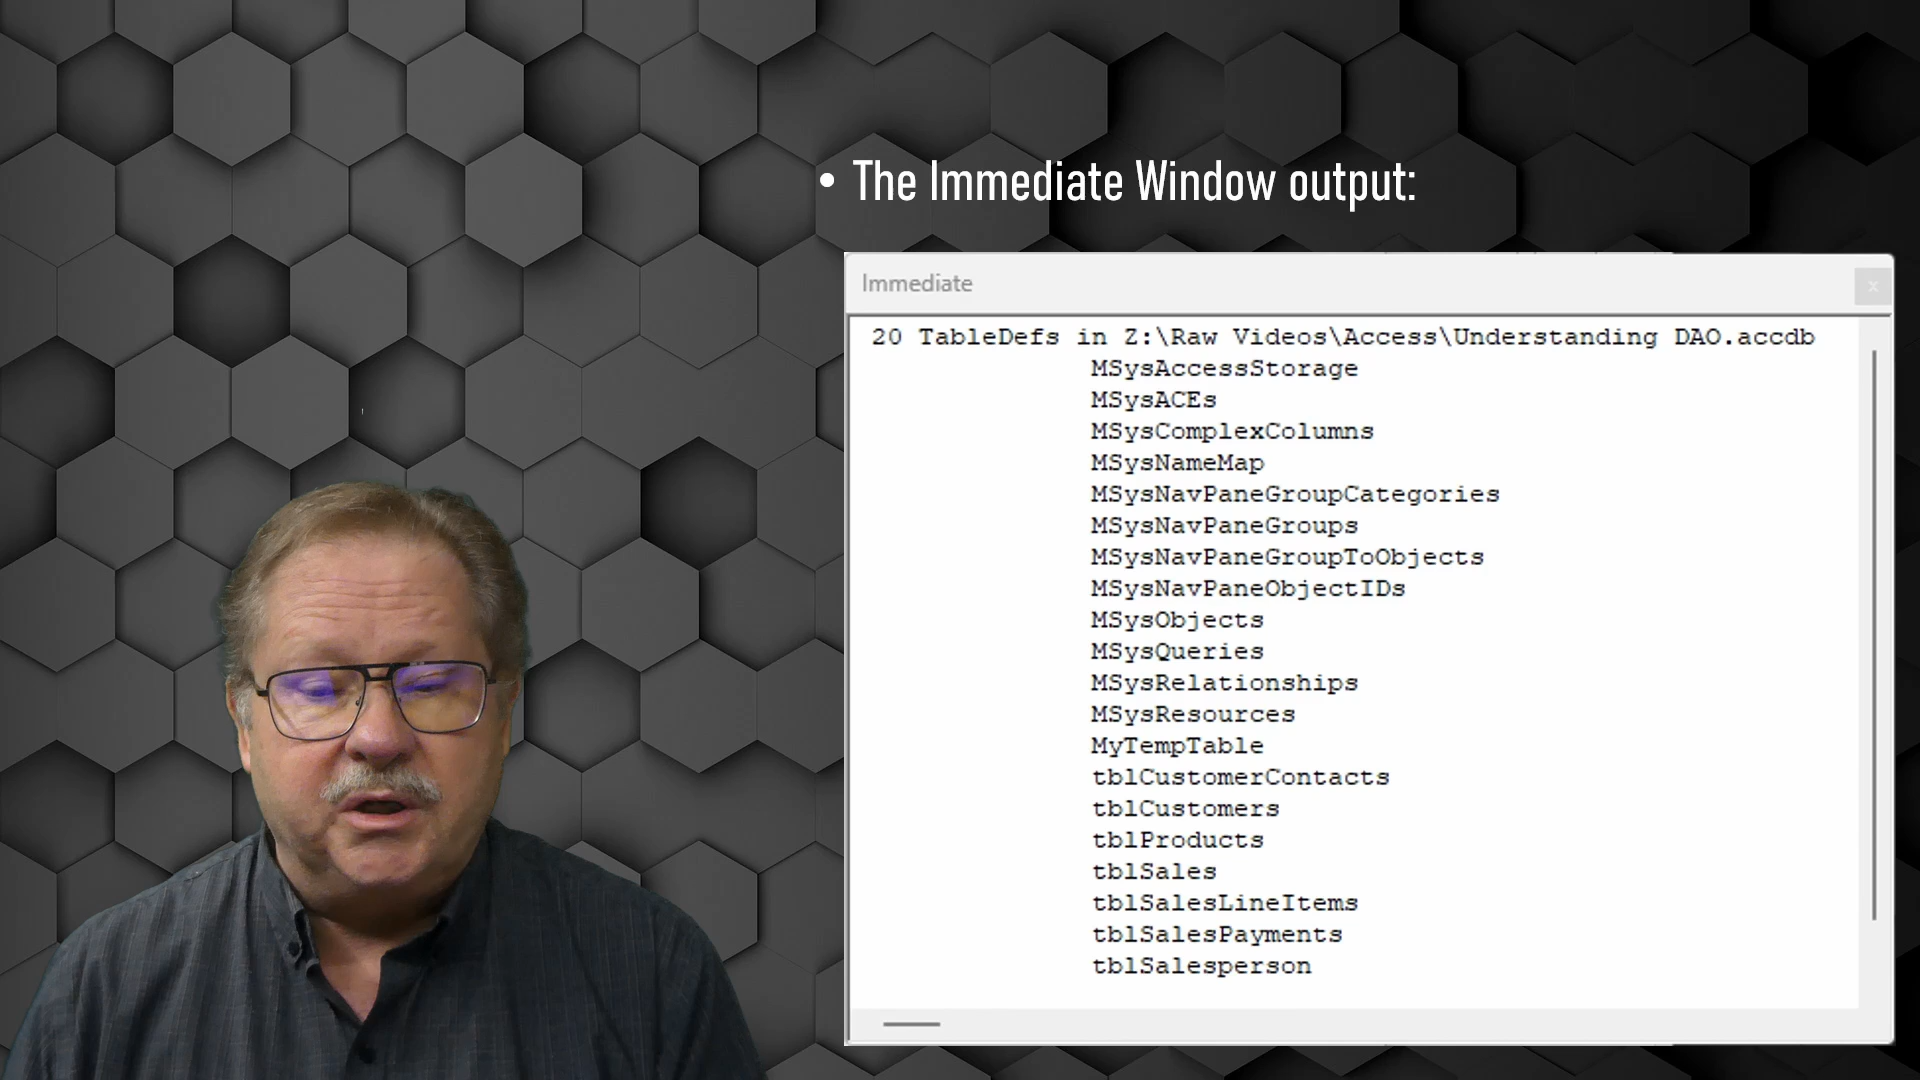 • The Immediate Window output:
Immediate
x
20 TableDefs in Z:\Raw Videos\Access\Understanding DAO.accdb
MSysAccessStorage
MSysACEs
MSysComplexColumns
MSysNameMap
MSysNavPaneGroupCategories
MSysNavPaneGroups
MSysNavPaneGroupToObjects
MSysNavPaneObjectIDs
MSysObjects
MSysQueries
MSysRelationships
MSysResources
MyTempTable
tblCustomerContacts
tblCustomers
tblProducts
tblSales
tblSalesLineItems
tblSalesPayments
tblSalesperson